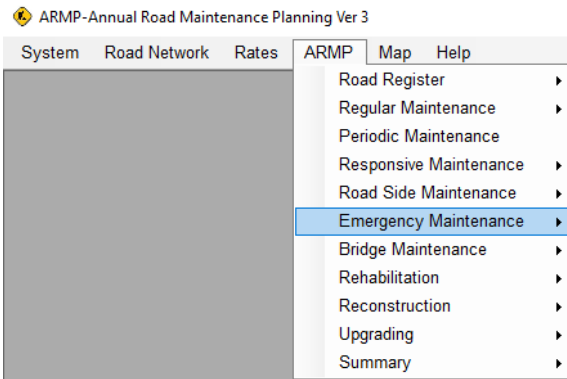 ARMP-Annual Road Maintenance Planning Ver 3
System Road Network Rates ARMP Map Help
Road Register
Regular Maintenance
Periodic Maintenance
Responsive Maintenance
Road Side Maintenance
Emergency Maintenance
Bridge Maintenance
Rehabilitation
Reconstruction
Upgrading
Summary